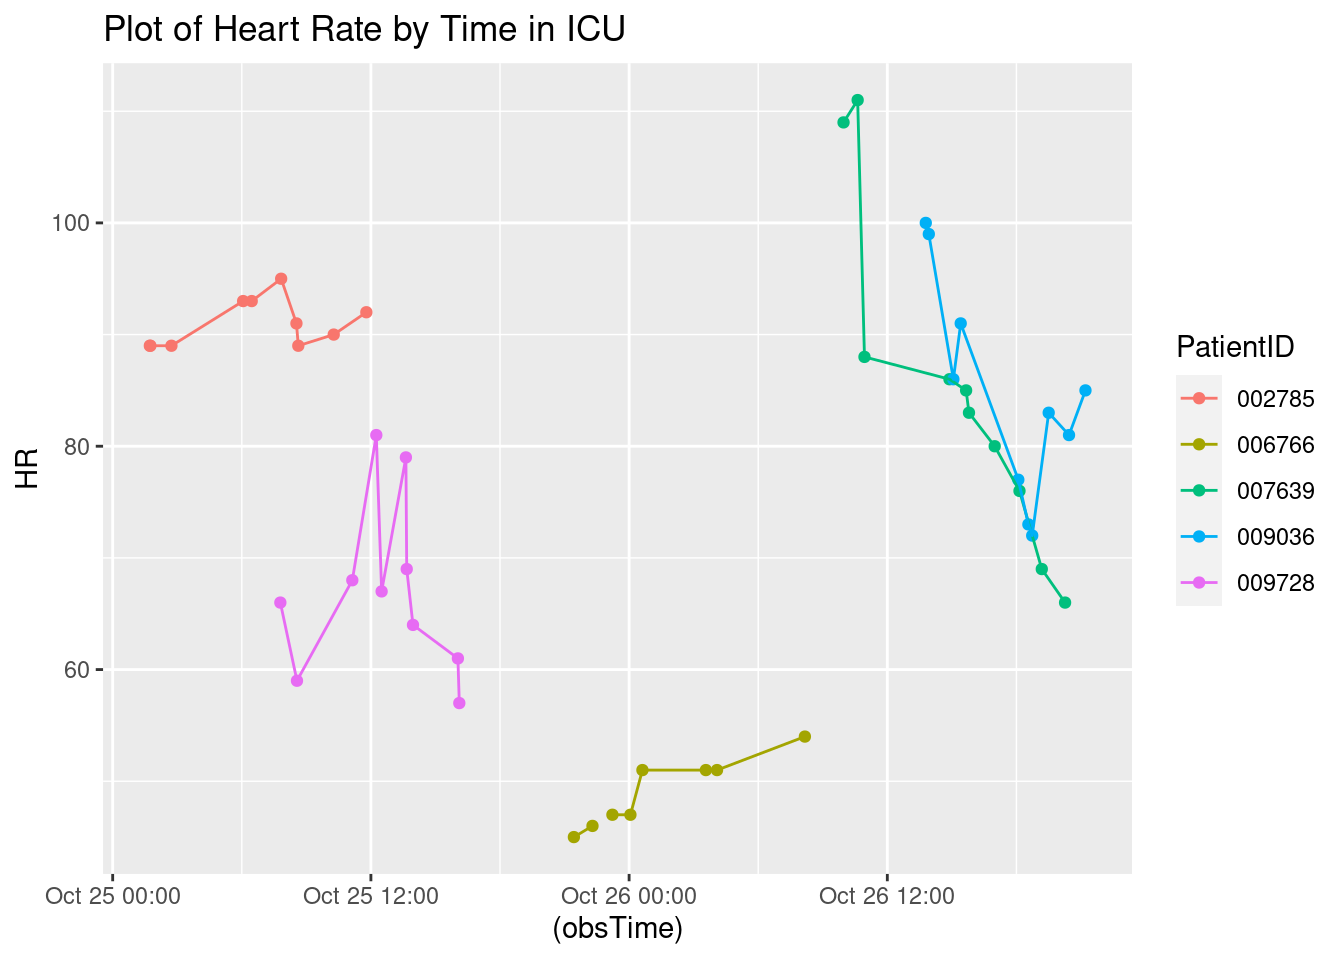 Plot of Heart Rate by Time in ICU
HR
100
80
60
Oct 25 00:00
Oct 25 12:00
Oct 26 00:00
Oct 26 12:00
(obsTime)
PatientID
002785
006766
007639
009036
009728